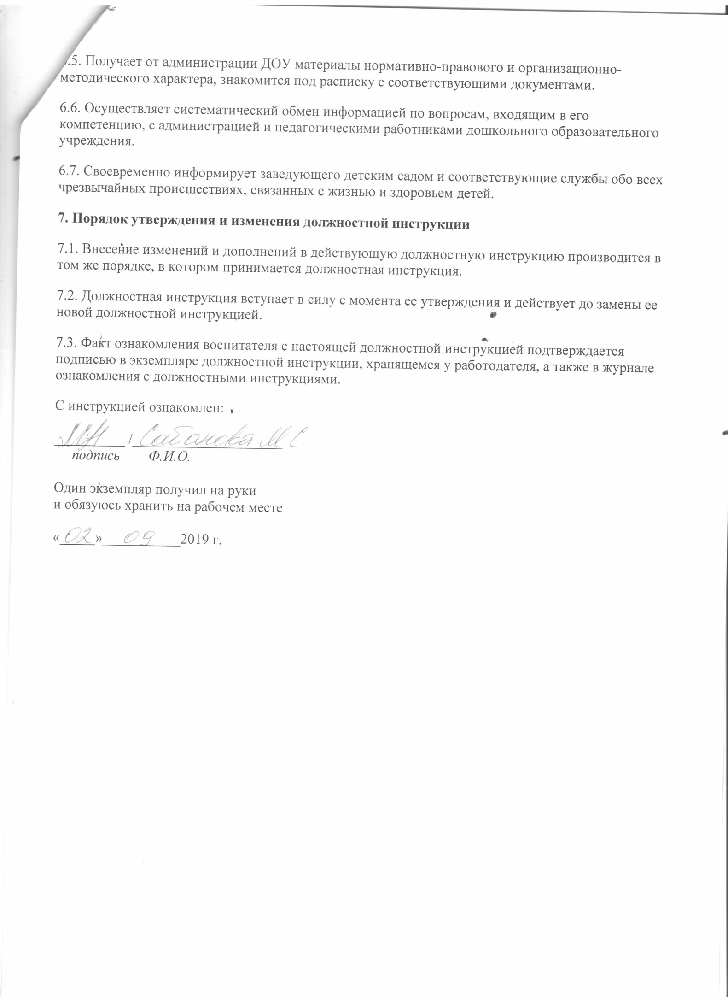 .5. Получает от администрации ДОУ материалы нормативно-правового и организационно-
методического характера, знакомится под расписку с соответствующими документами.
6.6. Осуществляет систематический обмен информацией по вопросам, входящим в его
компетенцию, с администрацией и педагогическими работниками дошкольного образовательного
учреждения.
6.7. Своевременно информирует заведующего детским садом и соответствующие службы обо всех
чрезвычайных происшествиях, связанных с жизнью и здоровьем детей.
7. Порядок утверждения и изменения должностной инструкции
7.1. Внесение изменений и дополнений в действующую должностную инструкцию производится в
том же порядке, в котором принимается должностная инструкция.
7.2. Должностная инструкция вступает в силу с момента ее утверждения и действует до замены ее
новой должностной инструкцией.
7.3. Факт ознакомления воспитателя с настоящей должностной инструкцией подтверждается
подписью в экземпляре должностной инструкции, хранящемся у работодателя, а также в журнале
ознакомления с должностными инструкциями.
С инструкцией ознакомлен:
/ Сабанова М.С.
подпись Ф.И.О.
Один экземпляр получил на руки
и обязуюсь хранить на рабочем месте
«02» 09 2019 г.